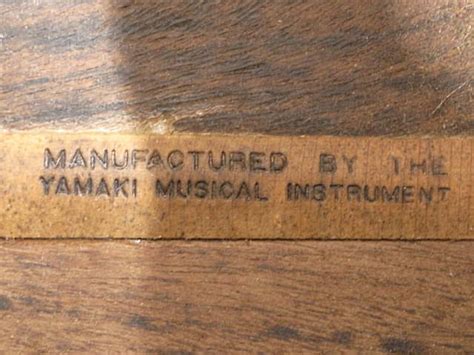 MANUFACTURED BY THE
YAMAKI MUSICAL INSTRUMENT